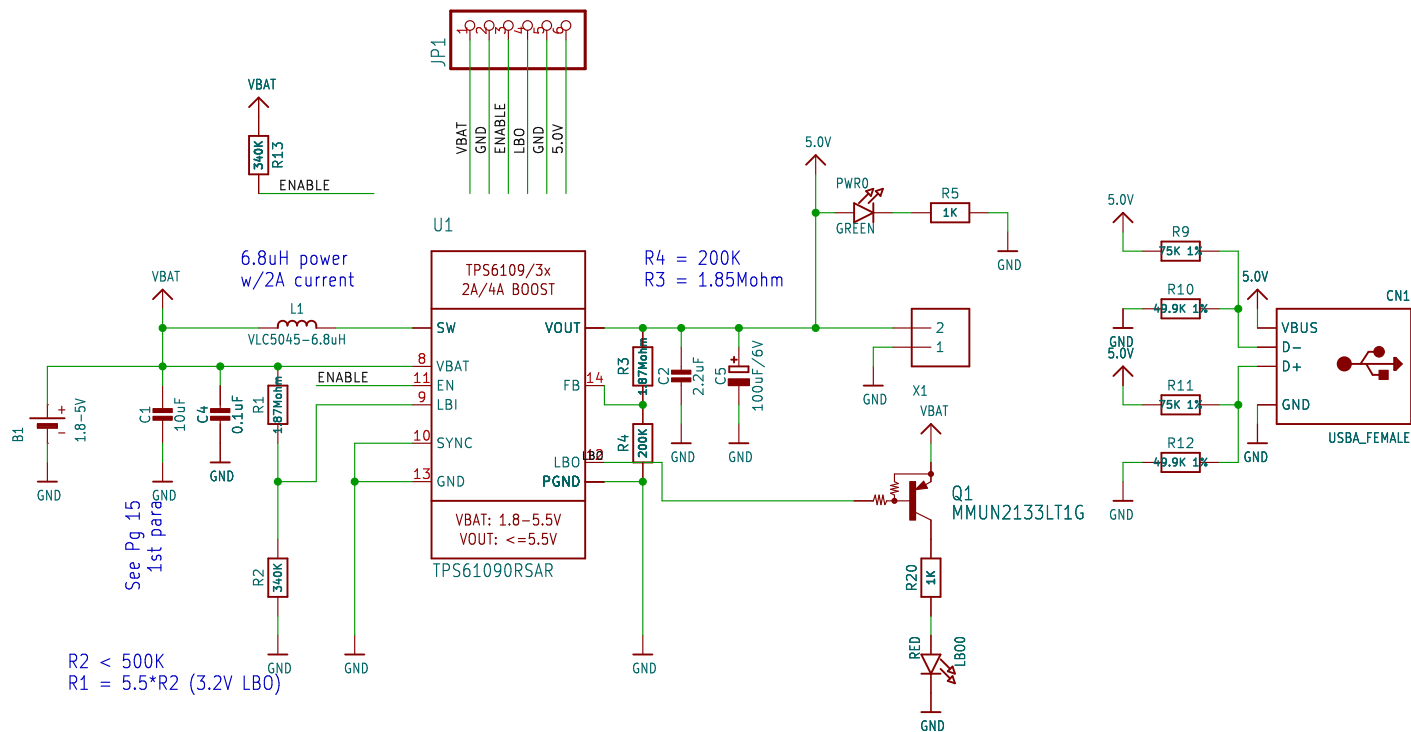 JP1
1
2
3
4
5
6
VBAT
GND
ENABLE
LBO
GND
5.0V
VBAT
340K
R13
ENABLE
5.0V
PWR0
GREEN
R5
1K
GND
U1
TPS6109/3x
2A/4A BOOST
6.8uH power
w/2A current
R4 = 200K
R3 = 1.85Mohm
VBAT
L1
VLC5045-6.8uH
SW
8
VBAT
11
EN
9
LBI
10
SYNC
13
GND
VOUT
14
FB
12
LBO
LBO
PGND
VBAT: 1.8-5.5V
VOUT: <=5.5V
TPS61090RSAR
ENABLE
B1
+
-
1.8-5V
GND
C1
10uF
GND
C4
0.1uF
GND
R1
1.87Mohm
R2
340K
GND
GND
See Pg 15
1st para
R2 < 500K
R1 = 5.5*R2 (3.2V LBO)
R3
1.87Mohm
R4
200K
GND
C2
2.2uF
GND
C5
+
100uF/6V
GND
2
1
X1
GND
VBAT
Q1
MMUN2133LT1G
R20
1K
RED
LBO0
GND
5.0V
R9
75K 1%
R10
49.9K 1%
GND
5.0V
R11
75K 1%
R12
49.9K 1%
GND
5.0V
CN1
VBUS
D-
D+
GND
USBA_FEMALE
GND